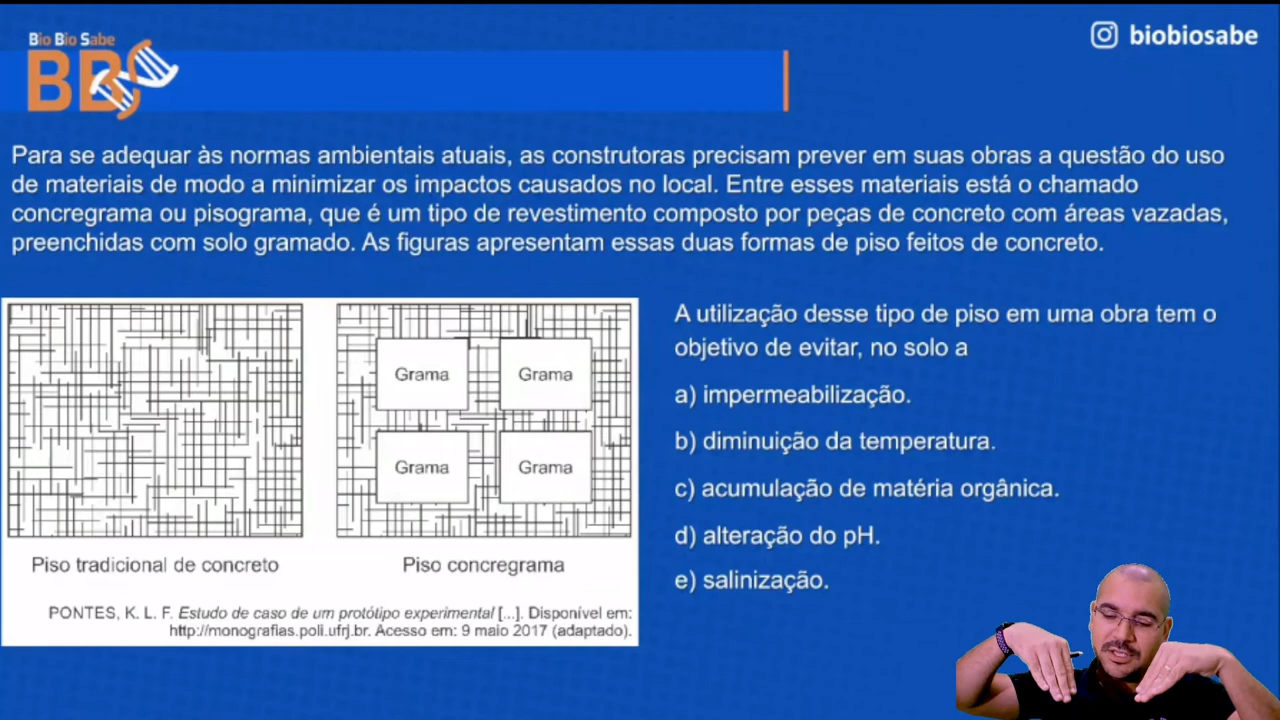 Bio Bio Sabe
BBS
biobiosabe
Para se adequar às normas ambientais atuais, as construtoras precisam prever em suas obras a questão do uso
de materiais de modo a minimizar os impactos causados no local. Entre esses materiais está o chamado
concregrama ou pisograma, que é um tipo de revestimento composto por peças de concreto com áreas vazadas,
preenchidas com solo gramado. As figuras apresentam essas duas formas de piso feitos de concreto.
Grama Grama
Grama Grama
Piso tradicional de concreto Piso concregrama
PONTES, K. L. F. Estudo de caso de um protótipo experimental [...]. Disponível em:
http://monografias.poli.ufrj.br. Acesso em: 9 maio 2017 (adaptado).
A utilização desse tipo de piso em uma obra tem o
objetivo de evitar, no solo a
a) impermeabilização.
b) diminuição da temperatura.
c) acumulação de matéria orgânica.
d) alteração do pH.
e) salinização.